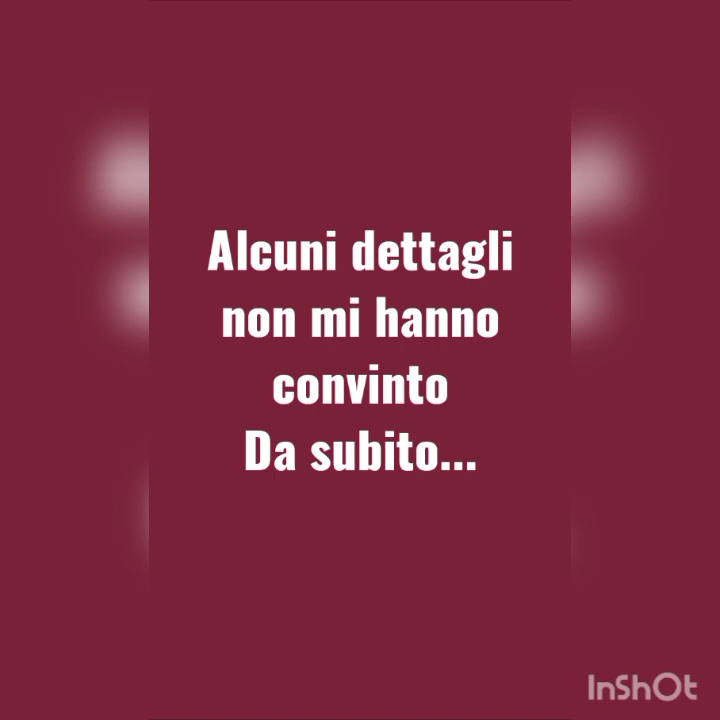 Alcuni dettagli
non mi hanno
convinto
Da subito...
InShOt